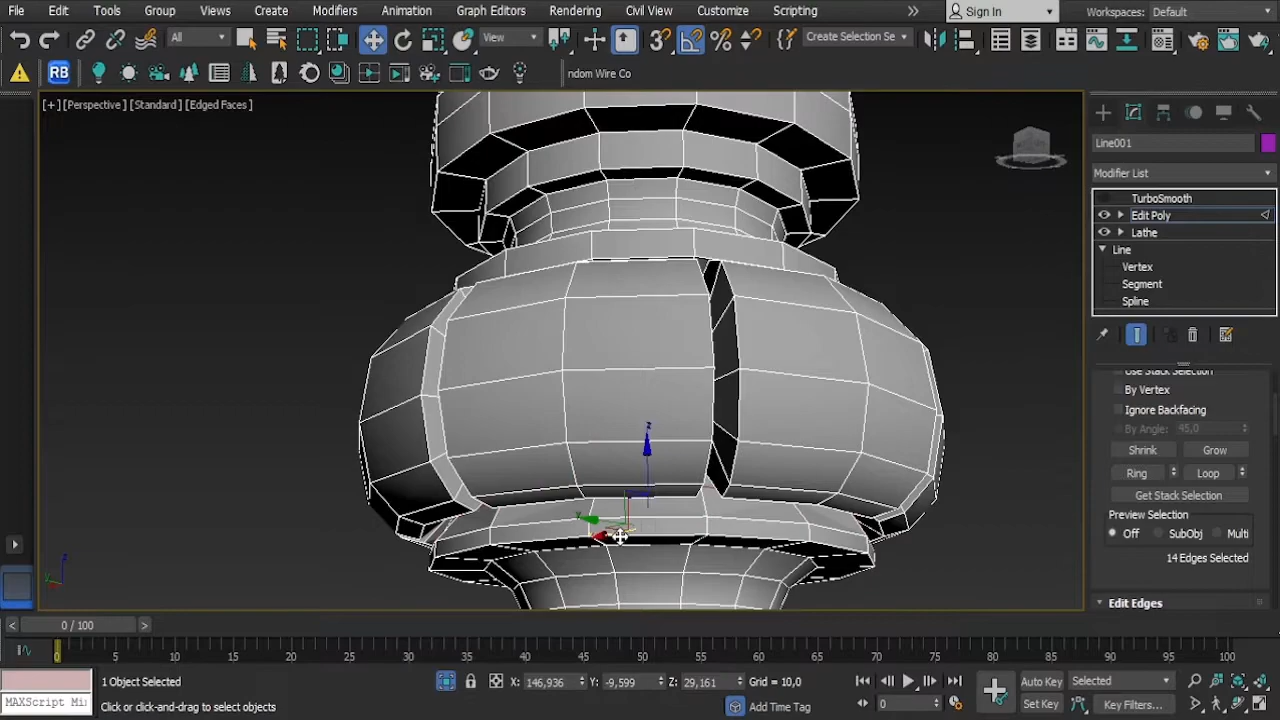 File Edit Tools Group Views Create Modifiers Animation Graph Editors Rendering Civil View Customize Scripting Sign In Workspaces: Default
All View Create Selection Se
RB ndom Wire Co
[+] [Perspective] [Standard] [Edged Faces]
Line001
Modifier List
TurboSmooth
Edit Poly
Lathe
Line
Vertex
Segment
Spline
Use Stack Selection
By Vertex
Ignore Backfacing
By Angle: 45,0
Shrink Grow
Ring Loop
Get Stack Selection
Preview Selection
Off SubObj Multi
14 Edges Selected
Edit Edges
z
y
z
y
< 0 / 100 >
0 5 10 15 20 25 30 35 40 45 50 55 60 65 70 75 80 85 90 95 100
1 Object Selected X: 146,936 Y: -9,599 Z: 29,161 Grid = 10,0 Auto Key Selected
MAXScript Mi Click or click-and-drag to select objects Add Time Tag 0 Set Key Key Filters...